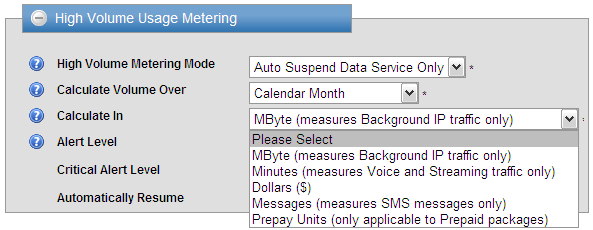 High Volume Usage Metering
High Volume Metering Mode Auto Suspend Data Service Only *
Calculate Volume Over Calendar Month *
Calculate In MByte (measures Background IP traffic only) *
Alert Level Please Select
MByte (measures Background IP traffic only)
Critical Alert Level Minutes (measures Voice and Streaming traffic only)
Dollars ($)
Automatically Resume Messages (measures SMS messages only)
Prepay Units (only applicable to Prepaid packages)